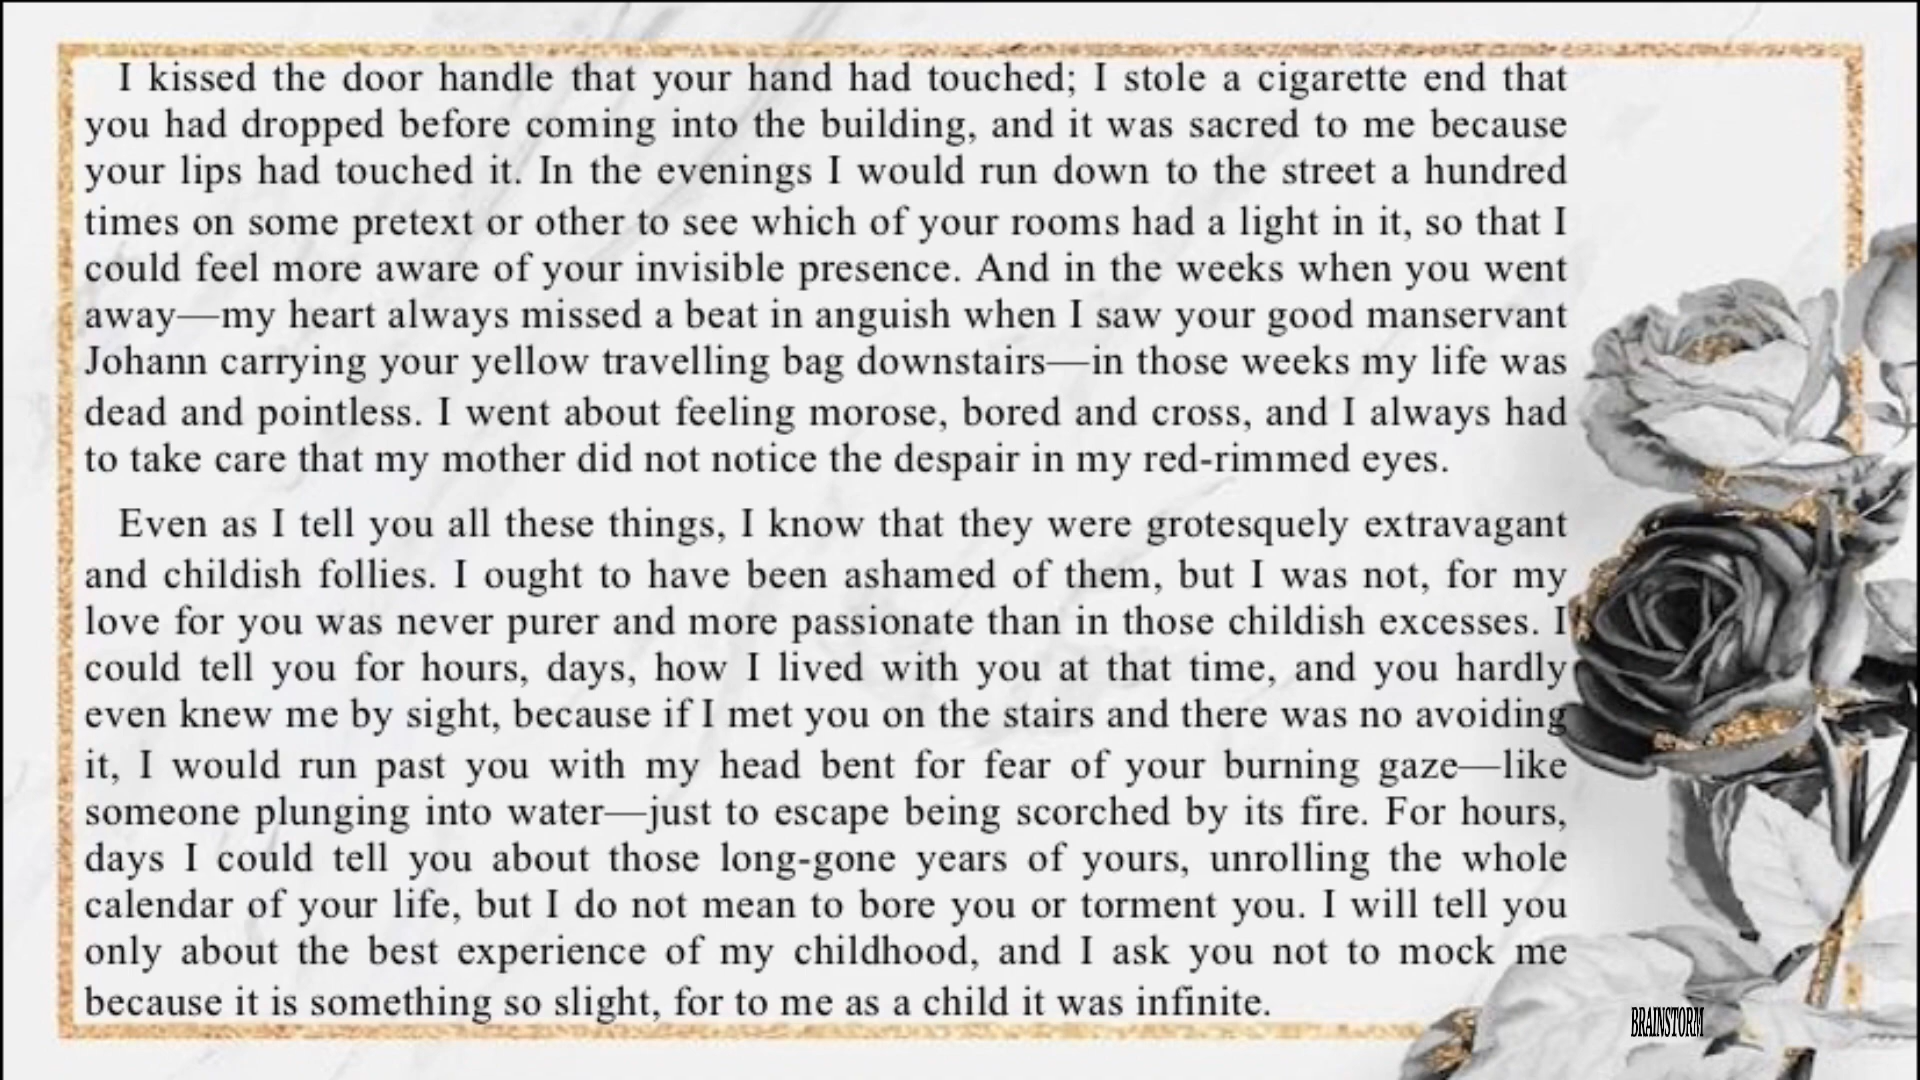 I kissed the door handle that your hand had touched; I stole a cigarette end that
you had dropped before coming into the building, and it was sacred to me because
your lips had touched it. In the evenings I would run down to the street a hundred
times on some pretext or other to see which of your rooms had a light in it, so that I
could feel more aware of your invisible presence. And in the weeks when you went
away—my heart always missed a beat in anguish when I saw your good manservant
Johann carrying your yellow travelling bag downstairs—in those weeks my life was
dead and pointless. I went about feeling morose, bored and cross, and I always had
to take care that my mother did not notice the despair in my red-rimmed eyes.
Even as I tell you all these things, I know that they were grotesquely extravagant
and childish follies. I ought to have been ashamed of them, but I was not, for my
love for you was never purer and more passionate than in those childish excesses. I
could tell you for hours, days, how I lived with you at that time, and you hardly
even knew me by sight, because if I met you on the stairs and there was no avoiding
it, I would run past you with my head bent for fear of your burning gaze—like
someone plunging into water—just to escape being scorched by its fire. For hours,
days I could tell you about those long-gone years of yours, unrolling the whole
calendar of your life, but I do not mean to bore you or torment you. I will tell you
only about the best experience of my childhood, and I ask you not to mock me
because it is something so slight, for to me as a child it was infinite.
BRAINSTORM